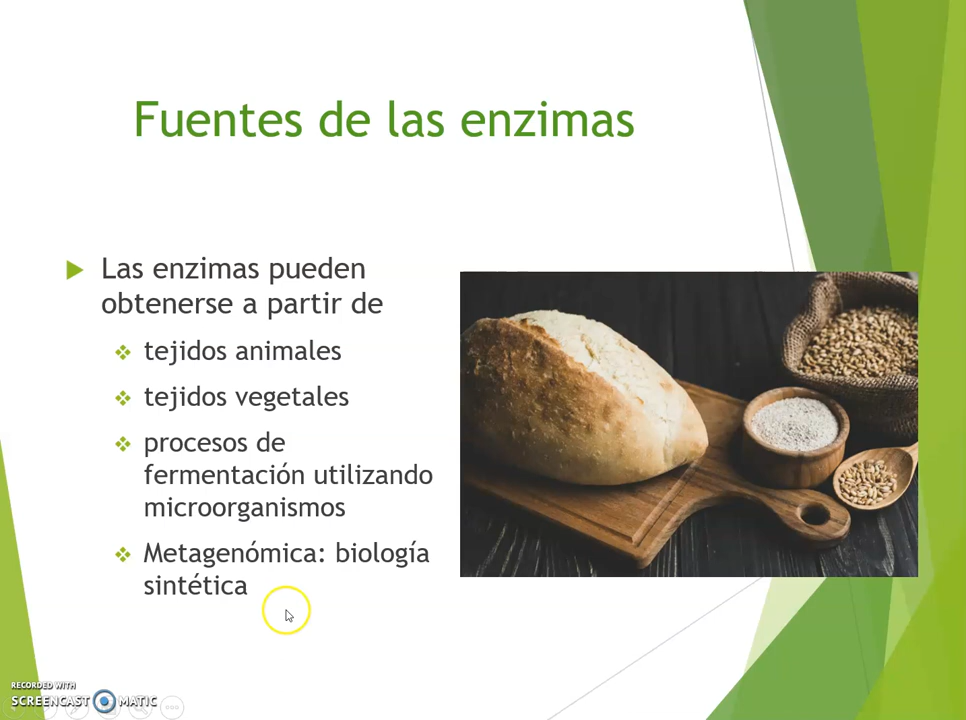 Fuentes de las enzimas
Las enzimas pueden
obtenerse a partir de
tejidos animales
tejidos vegetales
procesos de
fermentación utilizando
microorganismos
Metagenómica: biología
sintética
RECORDED WITH
SCREENCAST MATIC